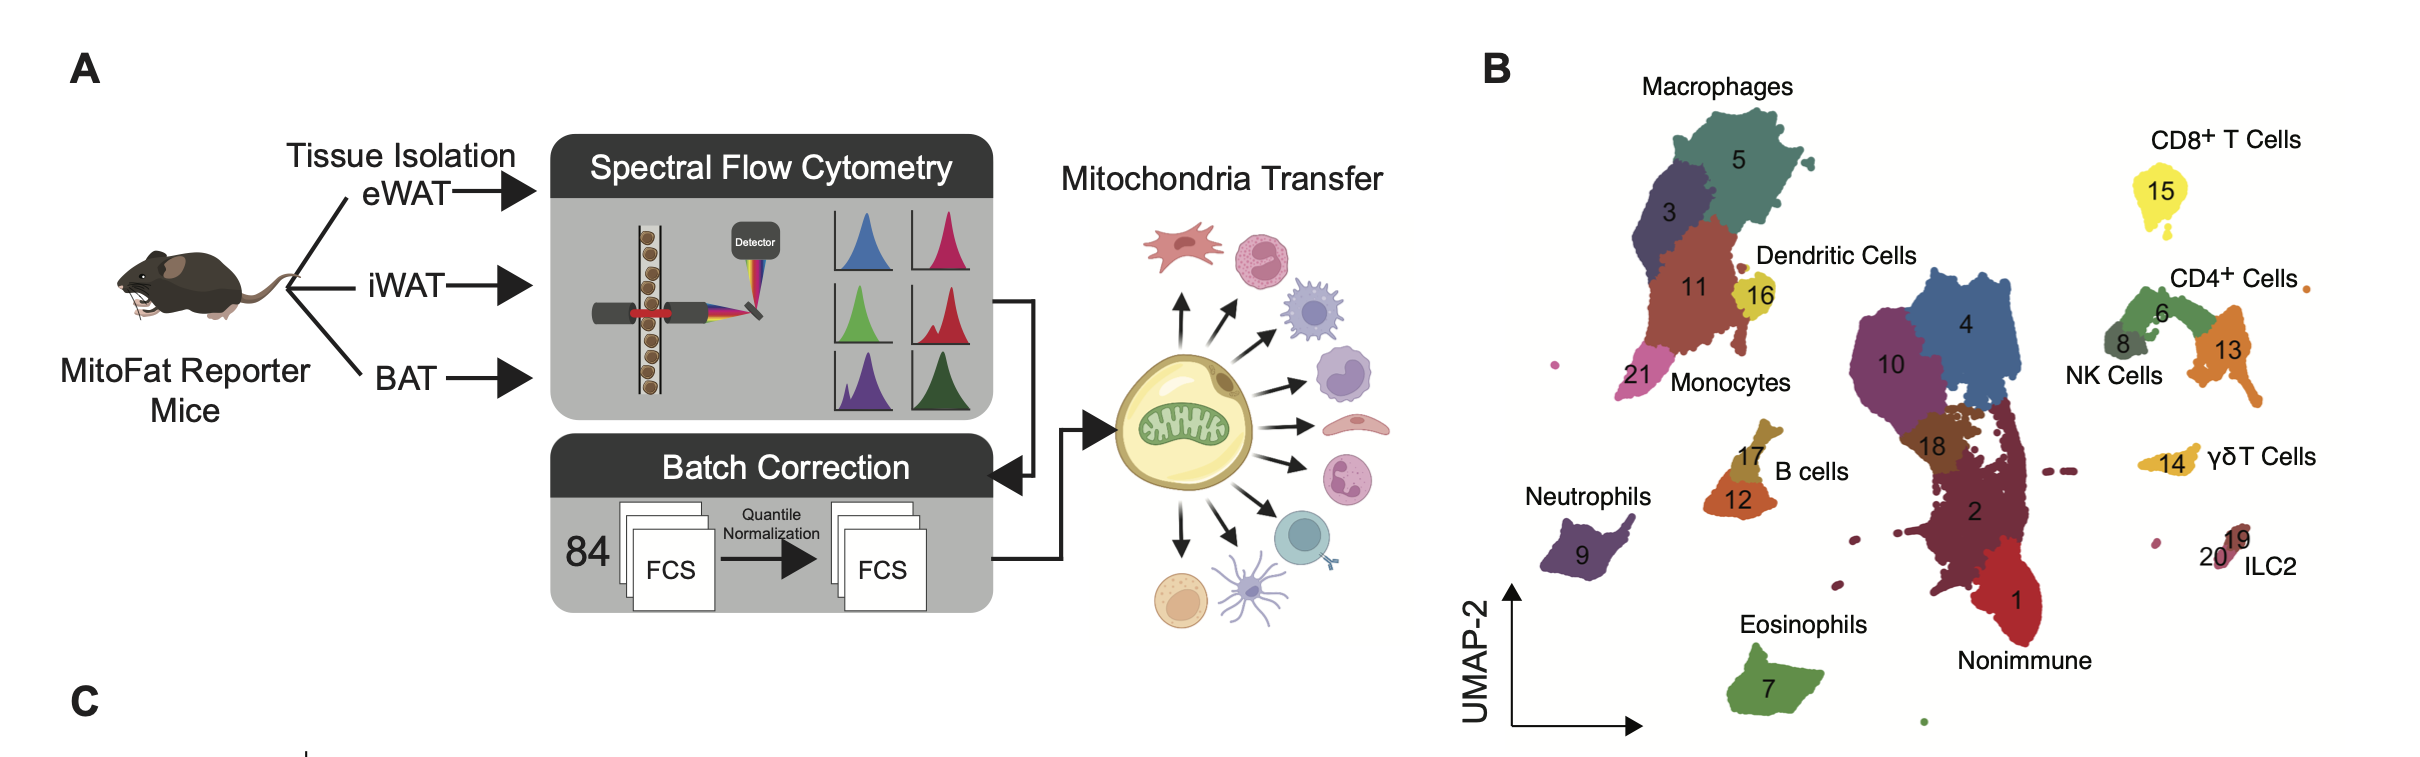 A
Tissue Isolation
eWAT
iWAT
BAT
MitoFat Reporter
Mice
Spectral Flow Cytometry
Detector
Batch Correction
84
FCS
Quantile
Normalization
FCS
Mitochondria Transfer
B
Macrophages
5
3
11
Dendritic Cells
16
21
Monocytes
CD8+ T Cells
15
CD4+ Cells
6
8
13
NK Cells
4
10
18
2
1
Nonimmune
17
B cells
12
Neutrophils
9
γδT Cells
14
19
20
ILC2
Eosinophils
7
UMAP-2
C